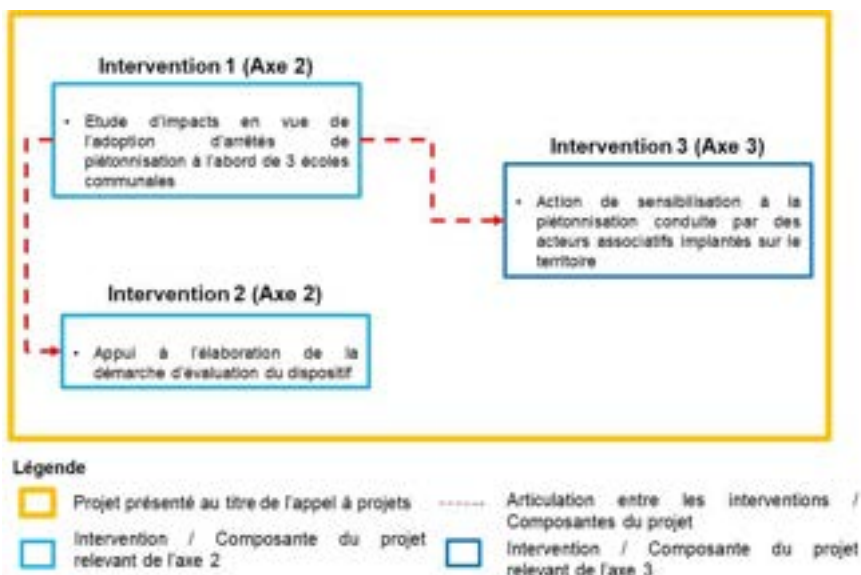 Intervention 1 (Axe 2)
• Etude d'impacts en vue de
l'adoption d'arrêtés de
piétonnisation à l'abord de 3 écoles
communales
Intervention 3 (Axe 3)
• Action de sensibilisation à la
piétonnisation conduite par des
acteurs associatifs implantés sur le
territoire
Intervention 2 (Axe 2)
• Appui à l'élaboration de la
démarche d'évaluation du dispositif
Légende
Projet présenté au titre de l'appel à projets
Intervention / Composante du projet
relevant de l'axe 2
Articulation entre les interventions /
Composantes du projet
Intervention / Composante du projet
relevant de l'axe 3